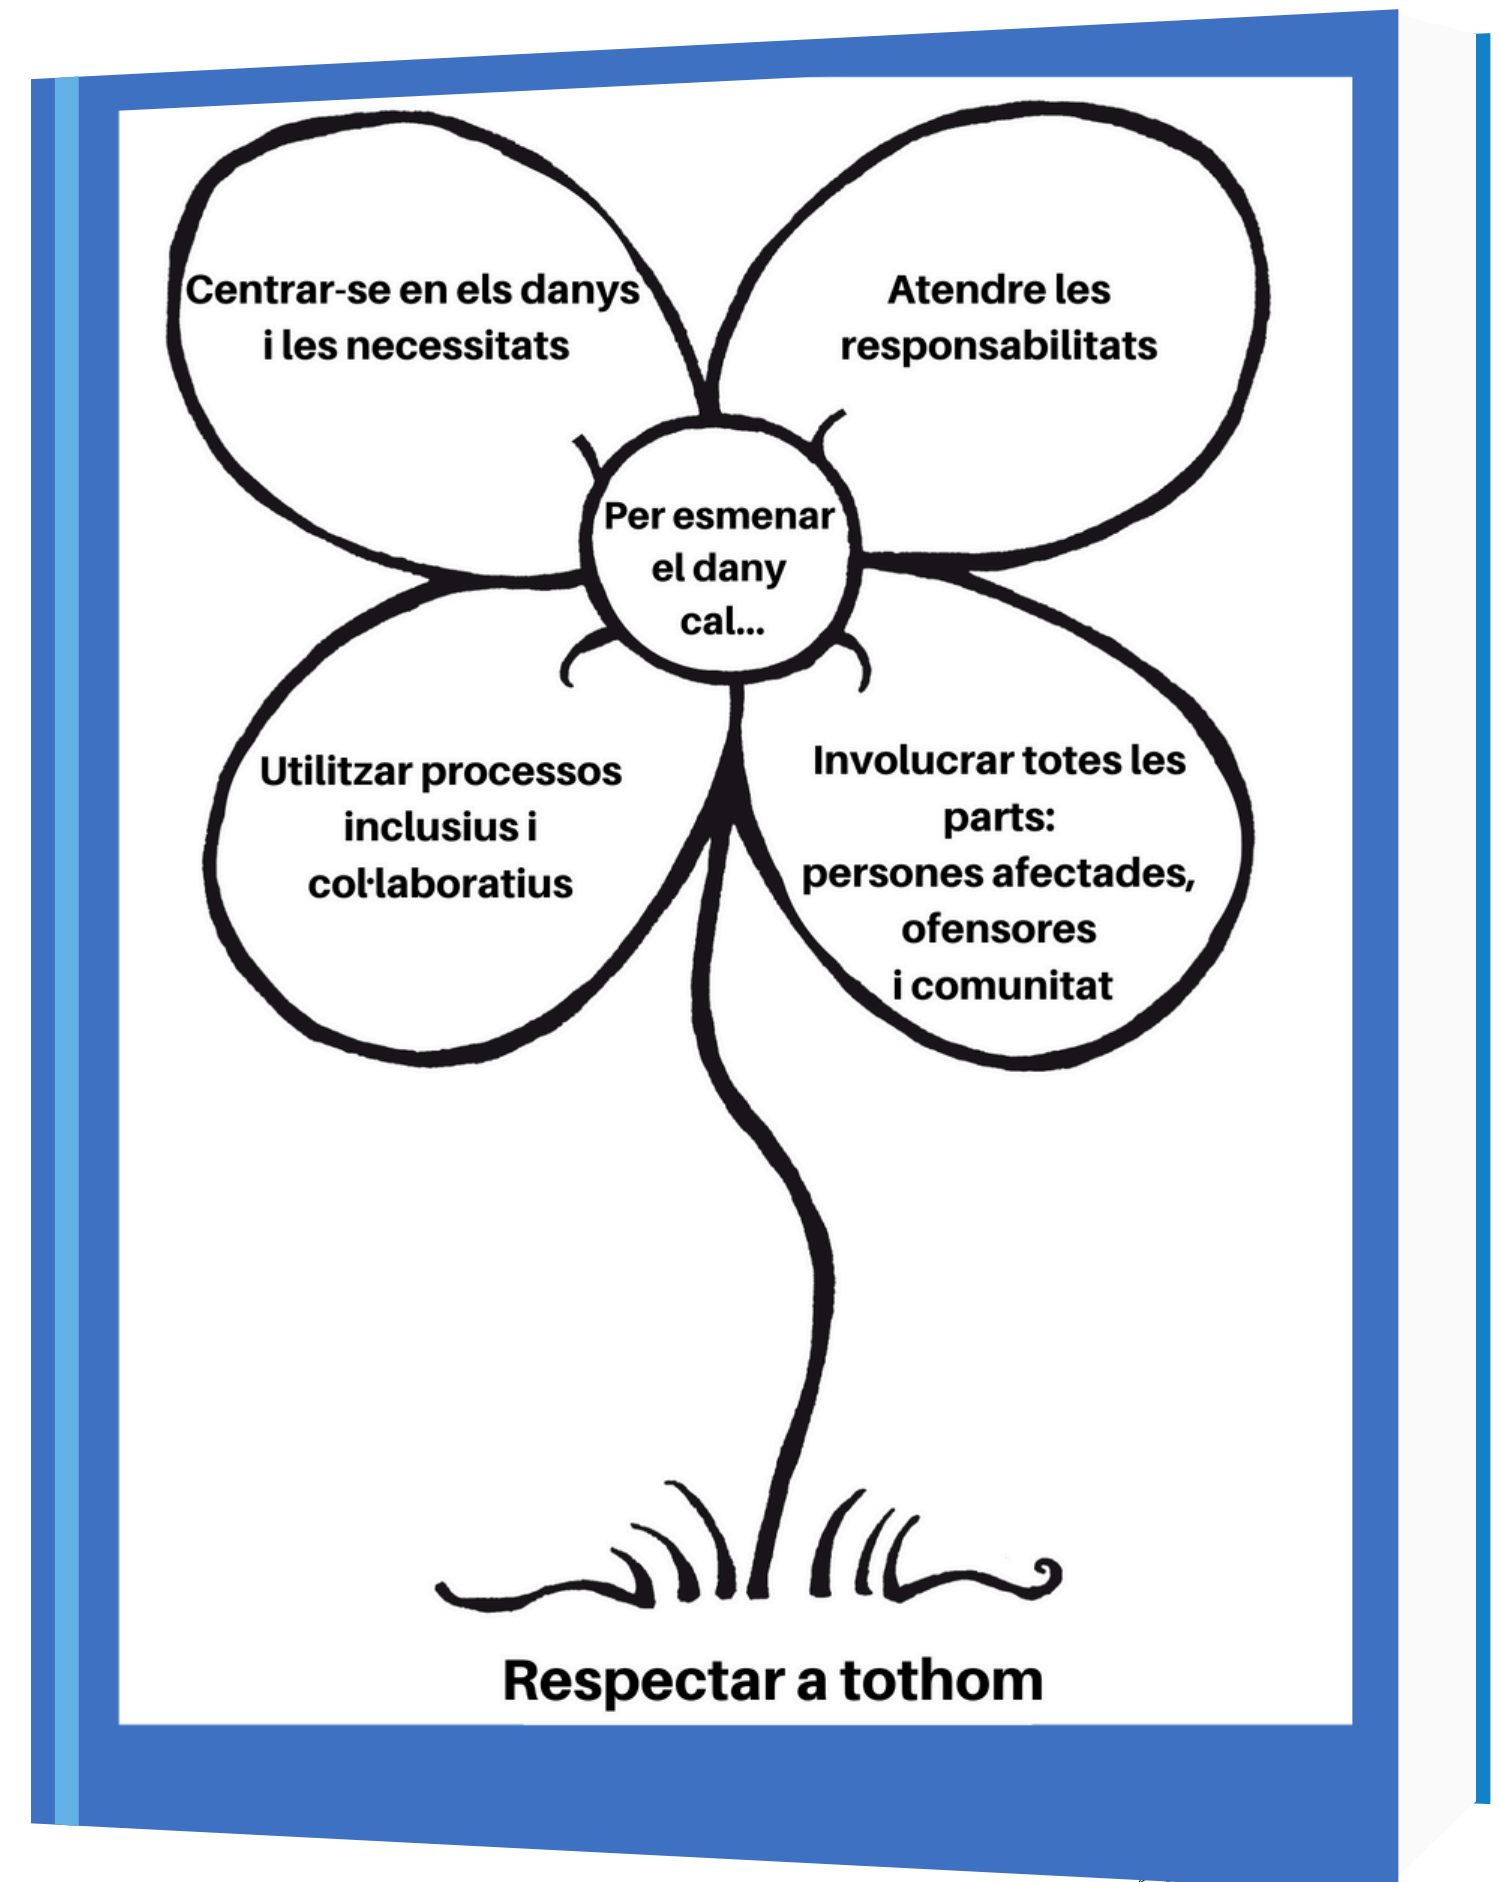 Centrar-se en els danys
i les necessitats
Atendre les
responsabilitats
Per esmenar
el dany
cal...
Utilitzar processos
inclusius i
col·laboratius
Involucrar totes les
parts:
persones afectades,
ofensores
i comunitat
Respectar a tothom